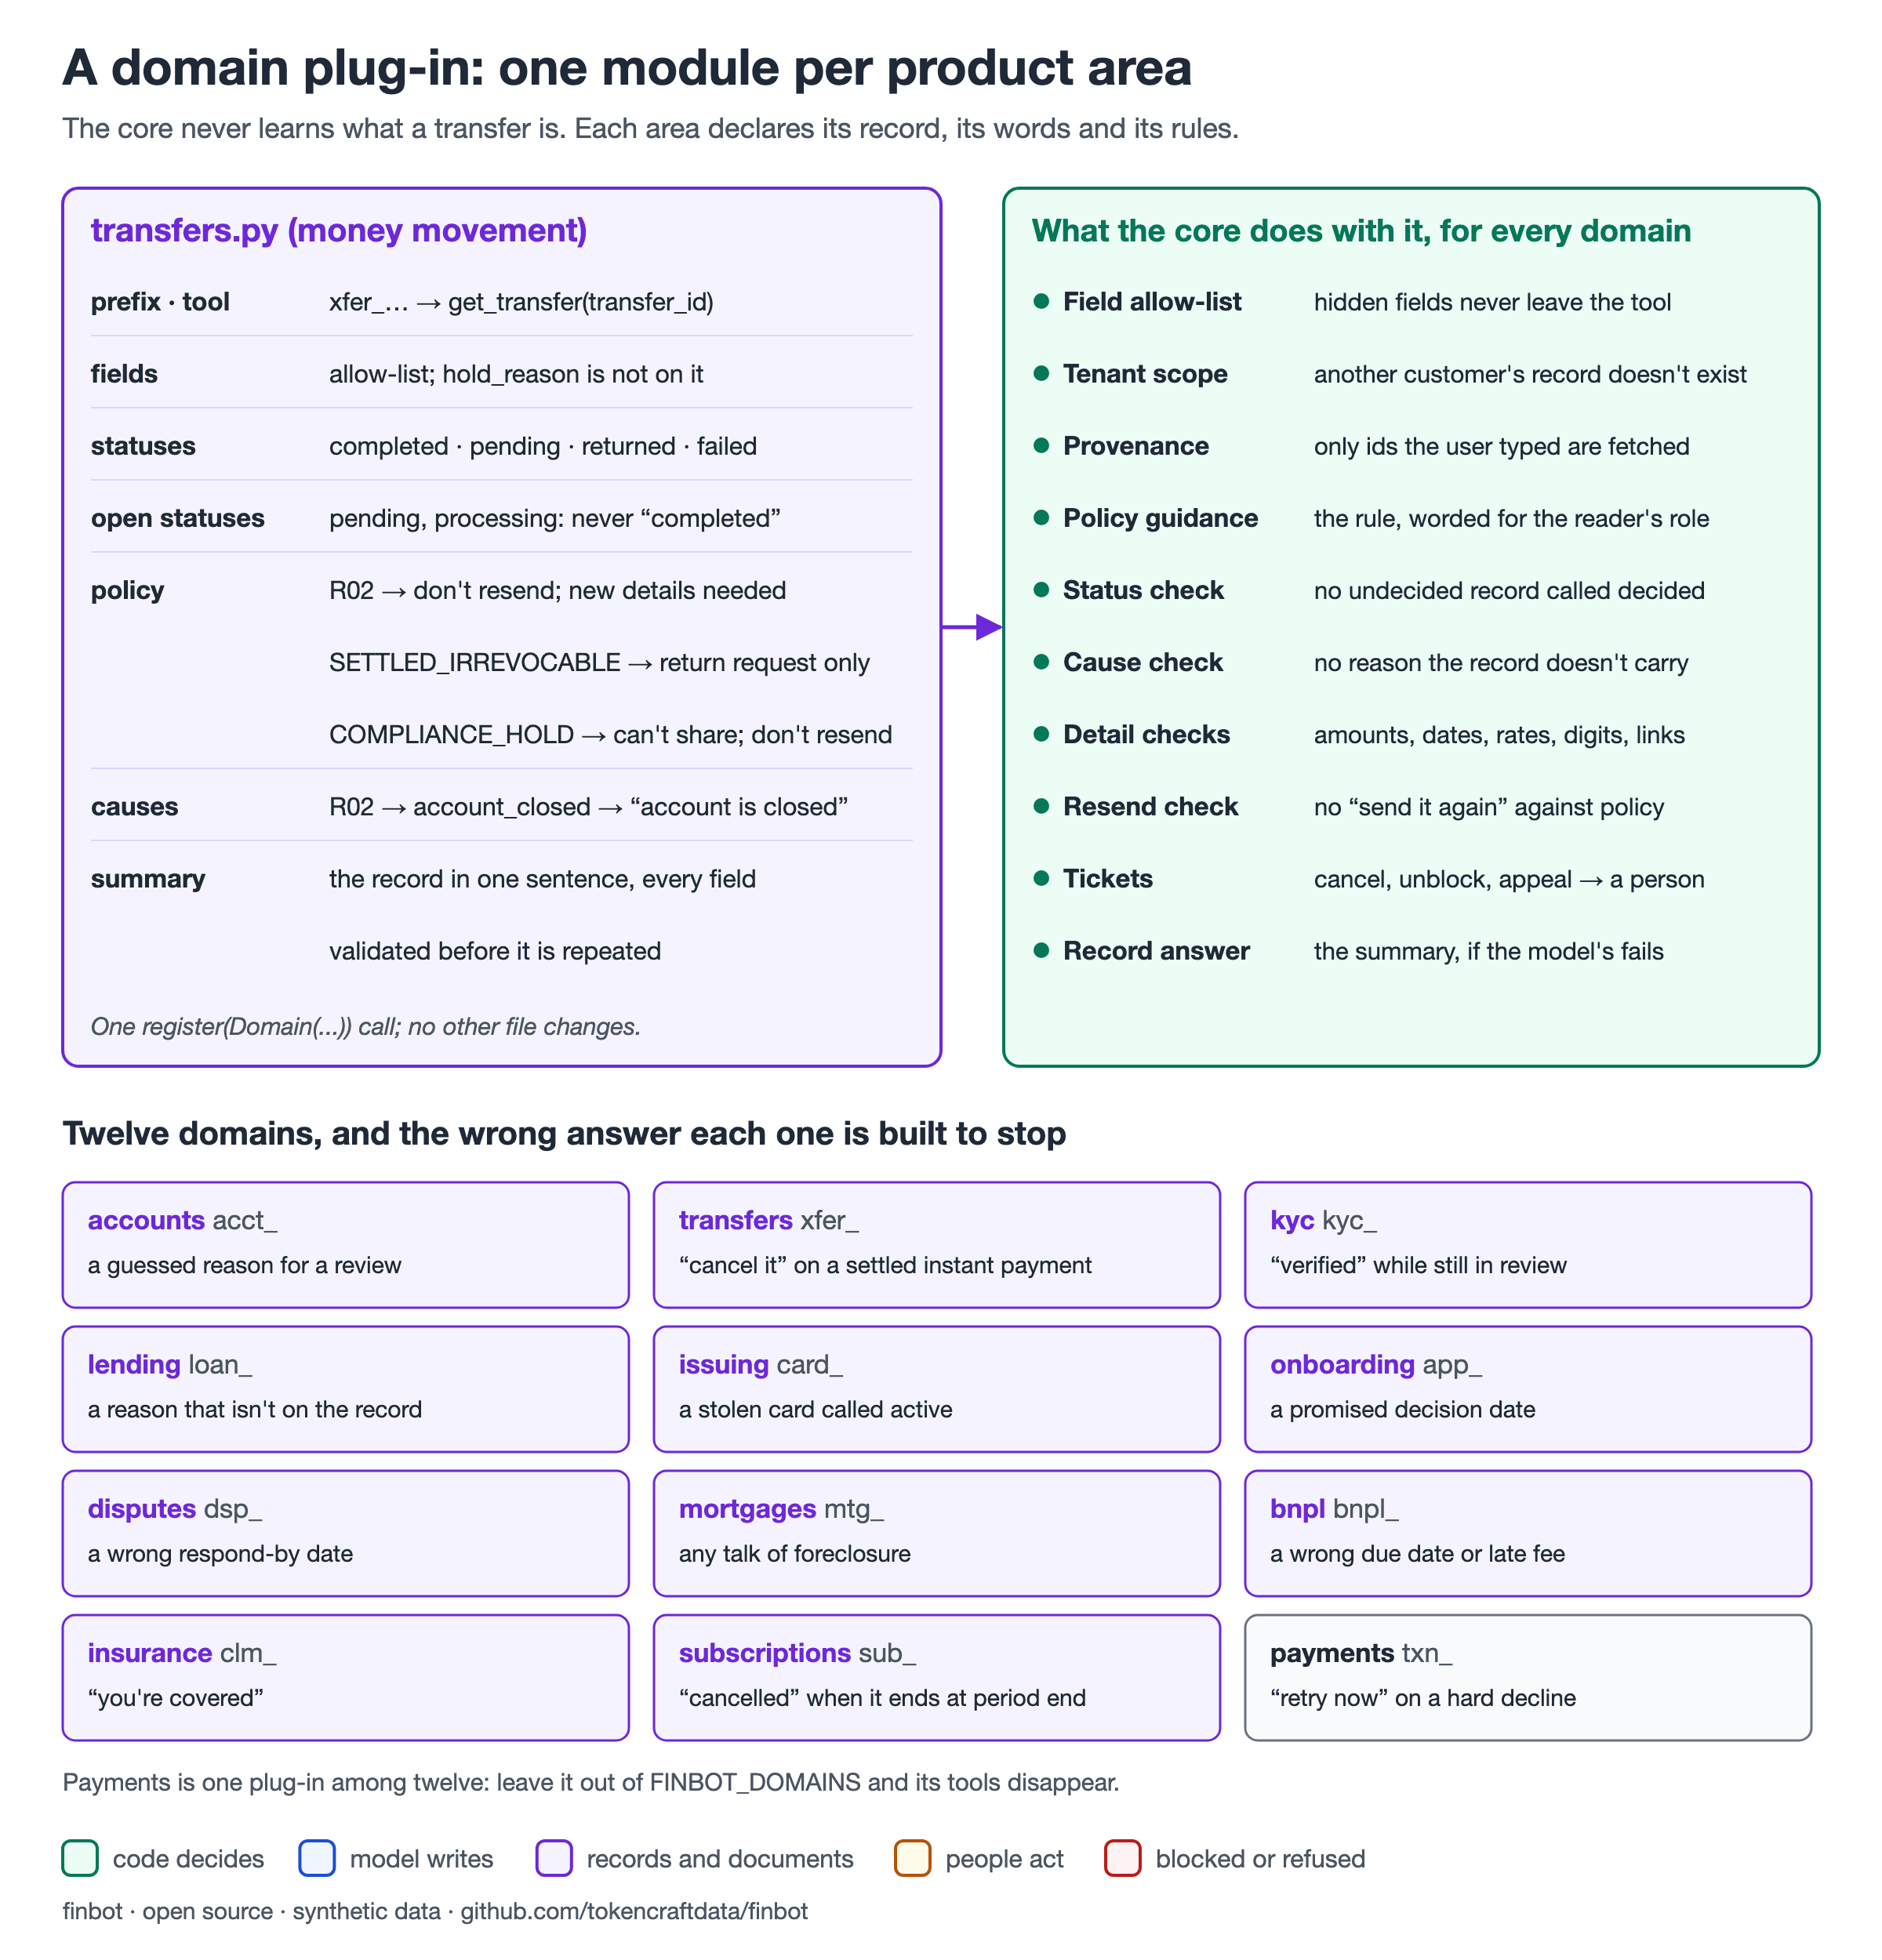 A domain plug-in: one module per product area
The core never learns what a transfer is. Each area declares its record, its words and its rules.
transfers.py (money movement)
prefix · tool xfer_… → get_transfer(transfer_id)
fields allow-list; hold_reason is not on it
statuses completed · pending · returned · failed
open statuses pending, processing: never “completed”
policy R02 → don't resend; new details needed
SETTLED_IRREVOCABLE → return request only
COMPLIANCE_HOLD → can't share; don't resend
causes R02 → account_closed → “account is closed”
summary the record in one sentence, every field
validated before it is repeated
One register(Domain(...)) call; no other file changes.
What the core does with it, for every domain
Field allow-list hidden fields never leave the tool
Tenant scope another customer's record doesn't exist
Provenance only ids the user typed are fetched
Policy guidance the rule, worded for the reader's role
Status check no undecided record called decided
Cause check no reason the record doesn't carry
Detail checks amounts, dates, rates, digits, links
Resend check no “send it again” against policy
Tickets cancel, unblock, appeal → a person
Record answer the summary, if the model's fails
Twelve domains, and the wrong answer each one is built to stop
accounts acct_
a guessed reason for a review
transfers xfer_
“cancel it” on a settled instant payment
kyc kyc_
“verified” while still in review
lending loan_
a reason that isn't on the record
issuing card_
a stolen card called active
onboarding app_
a promised decision date
disputes dsp_
a wrong respond-by date
mortgages mtg_
any talk of foreclosure
bnpl bnpl_
a wrong due date or late fee
insurance clm_
“you're covered”
subscriptions sub_
“cancelled” when it ends at period end
payments txn_
“retry now” on a hard decline
Payments is one plug-in among twelve: leave it out of FINBOT_DOMAINS and its tools disappear.
code decides model writes records and documents people act blocked or refused
finbot · open source · synthetic data · github.com/tokencraftdata/finbot